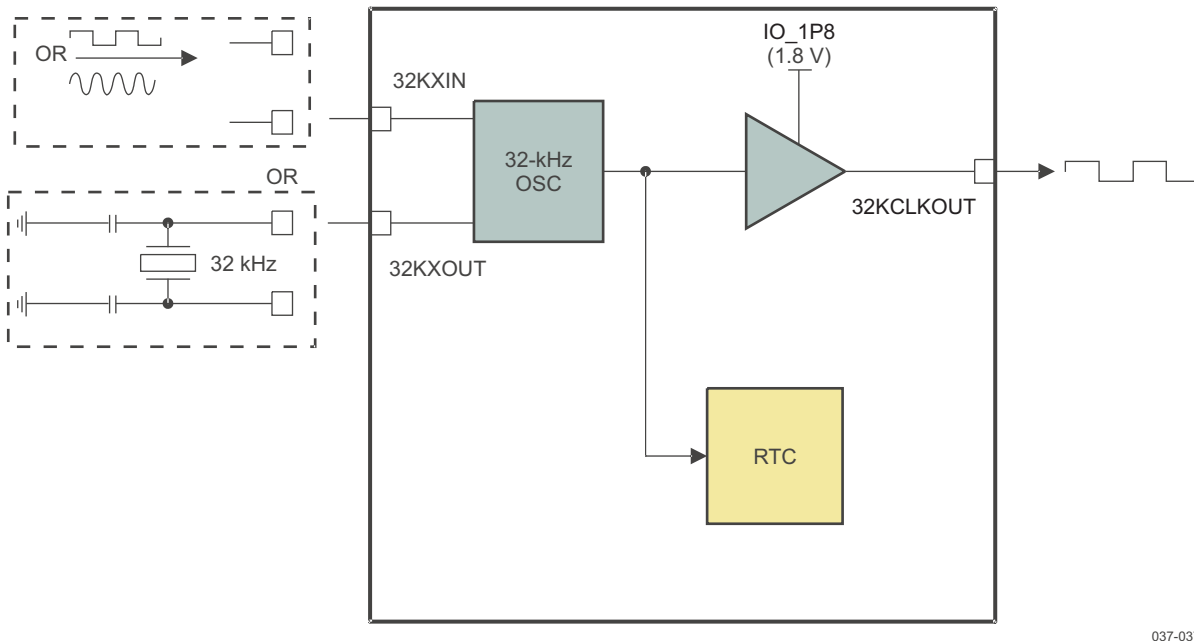 OR
32KXIN
IO_1P8
(1.8 V)
32-kHz
OSC
OR
32KCLKOUT
32 kHz
32KXOUT
RTC
037-03